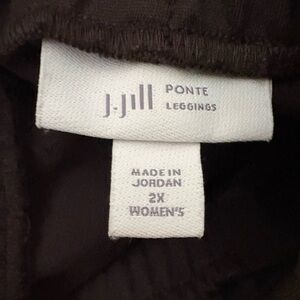 J.Jill PONTE
LEGGINGS
MADE IN
JORDAN
2X
WOMEN'S